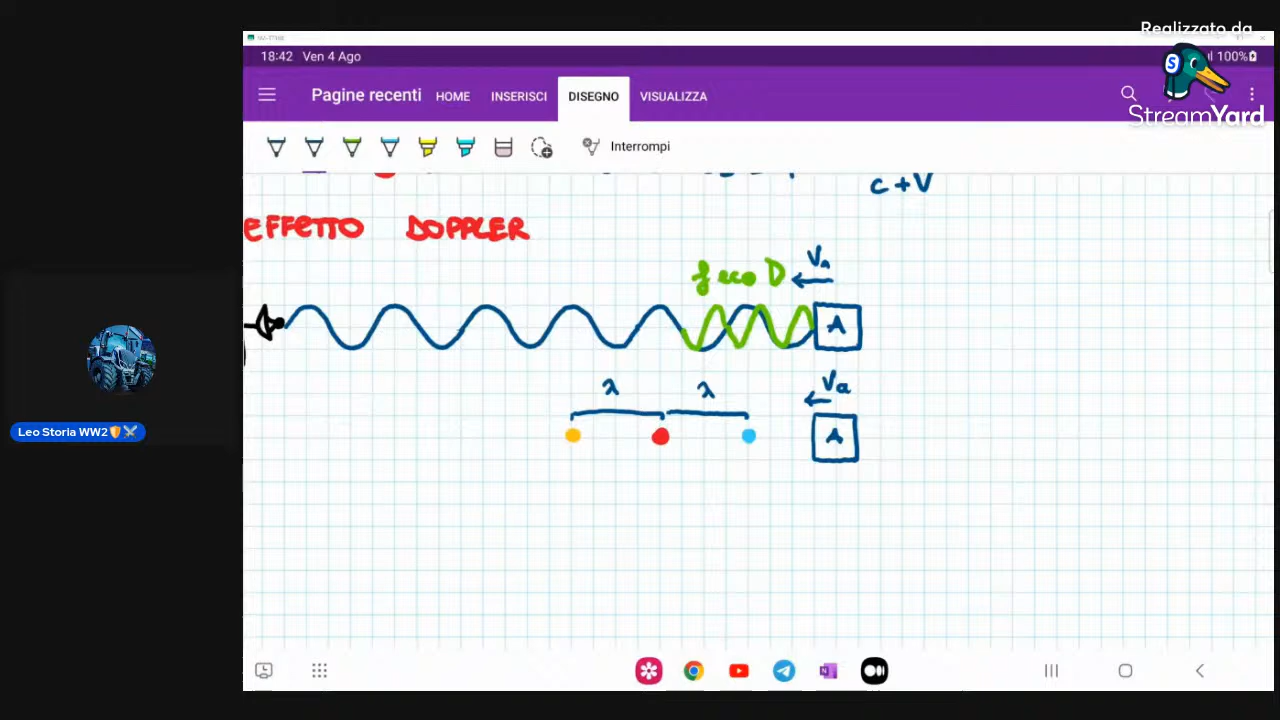 Realizzato da
StreamYard
18:42 Ven 4 Ago
100%
Pagine recenti HOME INSERISCI DISEGNO VISUALIZZA
Interrompi
c + V
EFFETTO DOPPLER
f eco D
Va
A
λ λ
Va
A
Leo Storia WW2🛡️⚔️